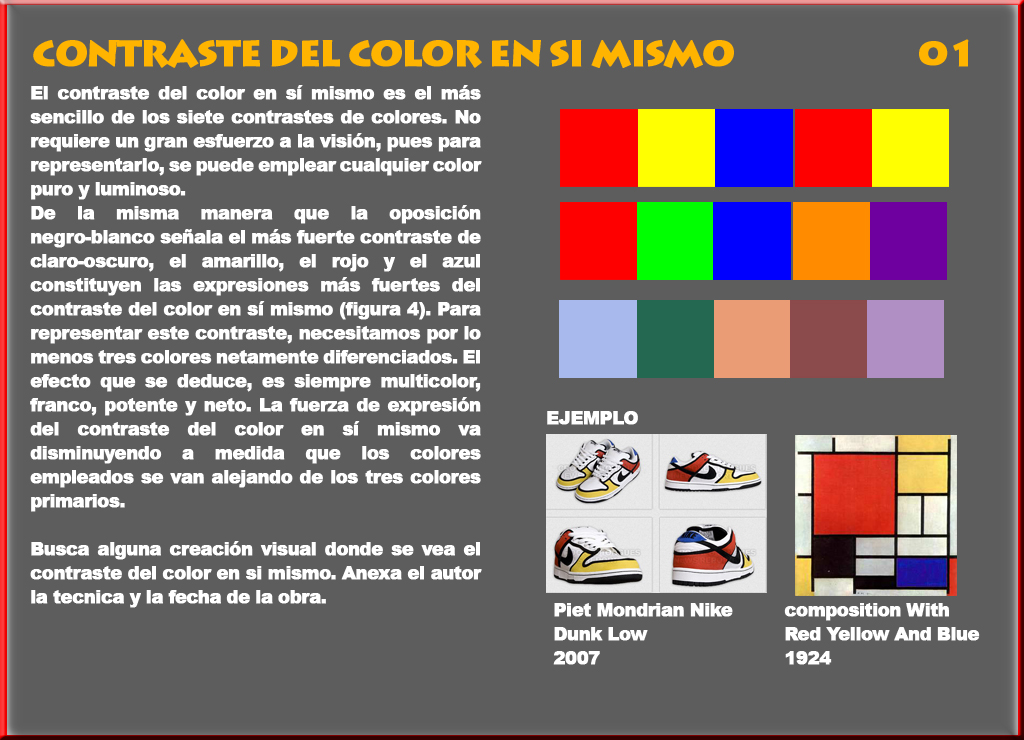 CONTRASTE DEL COLOR EN SI MISMO 01
El contraste del color en sí mismo es el más
sencillo de los siete contrastes de colores. No
requiere un gran esfuerzo a la visión, pues para
representarlo, se puede emplear cualquier color
puro y luminoso.
De la misma manera que la oposición
negro-blanco señala el más fuerte contraste de
claro-oscuro, el amarillo, el rojo y el azul
constituyen las expresiones más fuertes del
contraste del color en sí mismo (figura 4). Para
representar este contraste, necesitamos por lo
menos tres colores netamente diferenciados. El
efecto que se deduce, es siempre multicolor,
franco, potente y neto. La fuerza de expresión
del contraste del color en sí mismo va
disminuyendo a medida que los colores
empleados se van alejando de los tres colores
primarios.
Busca alguna creación visual donde se vea el
contraste del color en si mismo. Anexa el autor
la tecnica y la fecha de la obra.
EJEMPLO
Piet Mondrian Nike
Dunk Low
2007
composition With
Red Yellow And Blue
1924